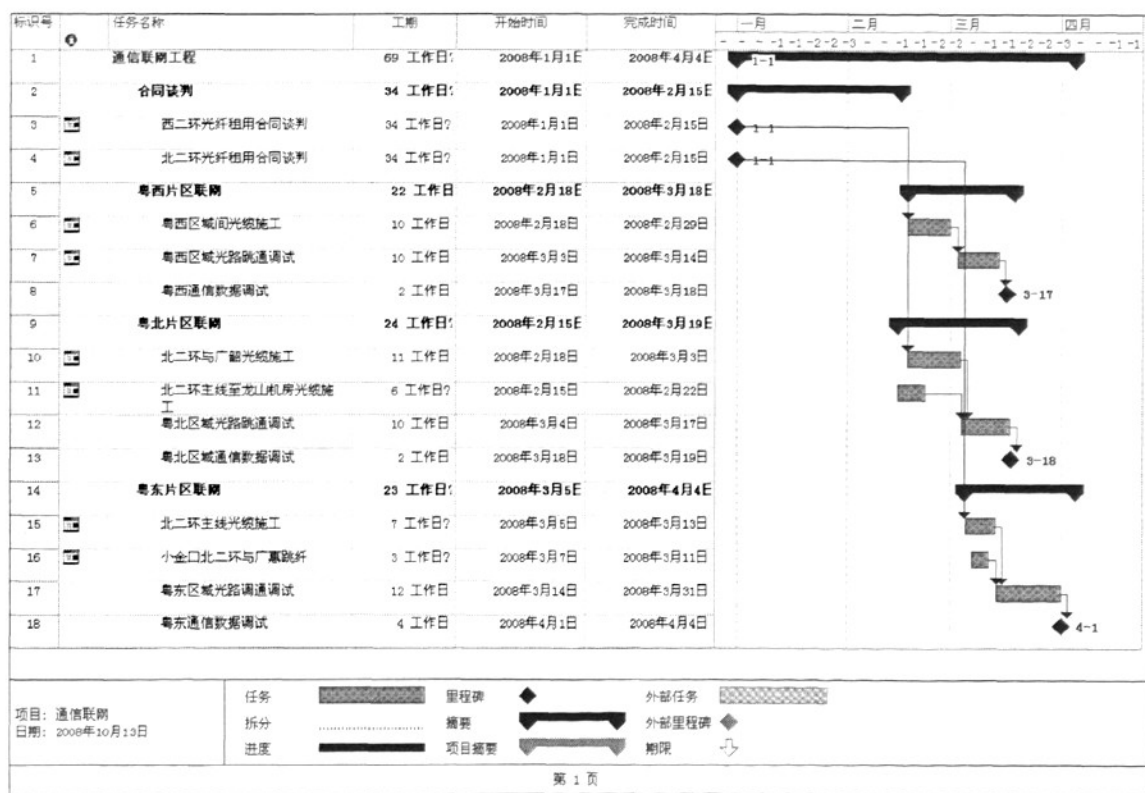 标识号 任务名称 工期 开始时间 完成时间 一月 二月 三月 四月
1 通信联网工程 69 工作日? 2008年1月1日 2008年4月4日 1-1
2 合同谈判 34 工作日? 2008年1月1日 2008年2月15日
3 西二环光纤租用合同谈判 34 工作日? 2008年1月1日 2008年2月15日 1-1
4 北二环光纤租用合同谈判 34 工作日? 2008年1月1日 2008年2月15日 1-1
5 粤西片区联网 22 工作日 2008年2月18日 2008年3月18日
6 粤西区域间光缆施工 10 工作日 2008年2月18日 2008年2月29日
7 粤西区域光路跳通调试 10 工作日 2008年3月3日 2008年3月14日
8 粤西通信数据调试 2 工作日 2008年3月17日 2008年3月18日 3-17
9 粤北片区联网 24 工作日? 2008年2月15日 2008年3月19日
10 北二环与广韶光缆施工 11 工作日 2008年2月18日 2008年3月3日
11 北二环主线至龙山机房光缆施 6 工作日? 2008年2月15日 2008年2月22日
工
12 粤北区域光路跳通调试 10 工作日 2008年3月4日 2008年3月17日
13 粤北区域通信数据调试 2 工作日 2008年3月18日 2008年3月19日 3-18
14 粤东片区联网 23 工作日? 2008年3月5日 2008年4月4日
15 北二环主线光缆施工 7 工作日? 2008年3月5日 2008年3月13日
16 小金口北二环与广惠跳纤 3 工作日? 2008年3月7日 2008年3月11日
17 粤东区域光路调通调试 12 工作日 2008年3月14日 2008年3月31日
18 粤东通信数据调试 4 工作日 2008年4月1日 2008年4月4日 4-1
项目: 通信联网
日期: 2008年10月13日
任务 里程碑 外部任务
拆分 摘要 外部里程碑
进度 项目摘要 期限
第 1 页